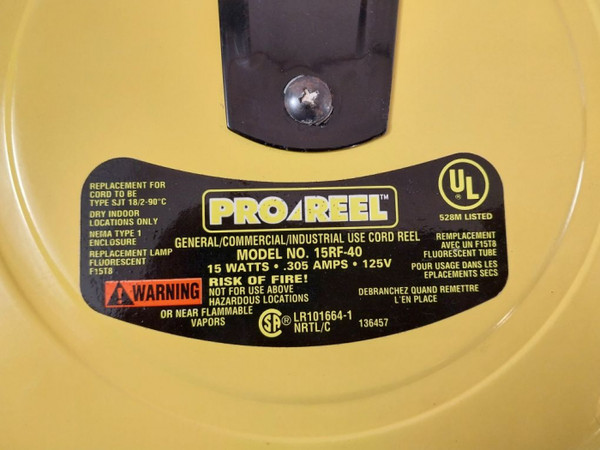 REPLACEMENT FOR
CORD TO BE
TYPE SJT 18/2-90°C
DRY INDOOR
LOCATIONS ONLY
NEMA TYPE 1
ENCLOSURE
REPLACEMENT LAMP
FLUORESCENT
F15T8
PRO REEL™
GENERAL/COMMERCIAL/INDUSTRIAL USE CORD REEL
MODEL NO. 15RF-40
15 WATTS • .305 AMPS • 125V
WARNING
RISK OF FIRE!
NOT FOR USE ABOVE
HAZARDOUS LOCATIONS
OR NEAR FLAMMABLE
VAPORS
SA® LR101664-1
NRTL/C
136457
UL
528M LISTED
REMPLACEMENT
AVEC UN F15T8
FLUORESCENT TUBE
POUR USAGE DANS LES
EPLACEMENTS SECS
DEBRANCHEZ QUAND REMETTRE
L'EN PLACE